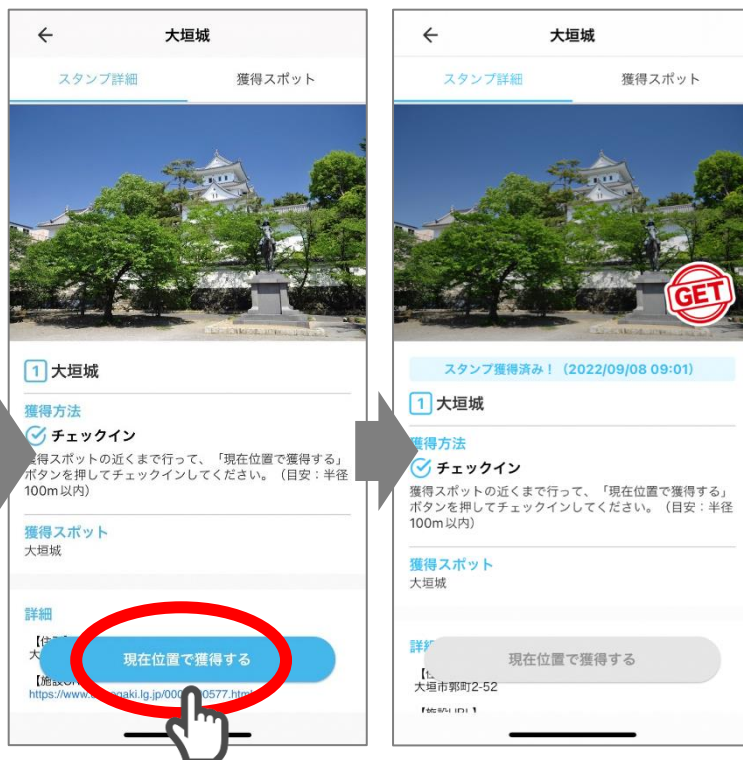 大垣城
スタンプ詳細
獲得スポット
1 大垣城
獲得方法
チェックイン
獲得スポットの近くまで行って、「現在位置で獲得する」
ボタンを押してチェックインしてください。（目安：半径
100m以内）
獲得スポット
大垣城
詳細
現在位置で獲得する
大垣城
スタンプ詳細
獲得スポット
GET
スタンプ獲得済み！（2022/09/08 09:01）
1 大垣城
獲得方法
チェックイン
獲得スポットの近くまで行って、「現在位置で獲得する」
ボタンを押してチェックインしてください。（目安：半径
100m以内）
獲得スポット
大垣城
詳細
現在位置で獲得する
大垣市郭町2-52